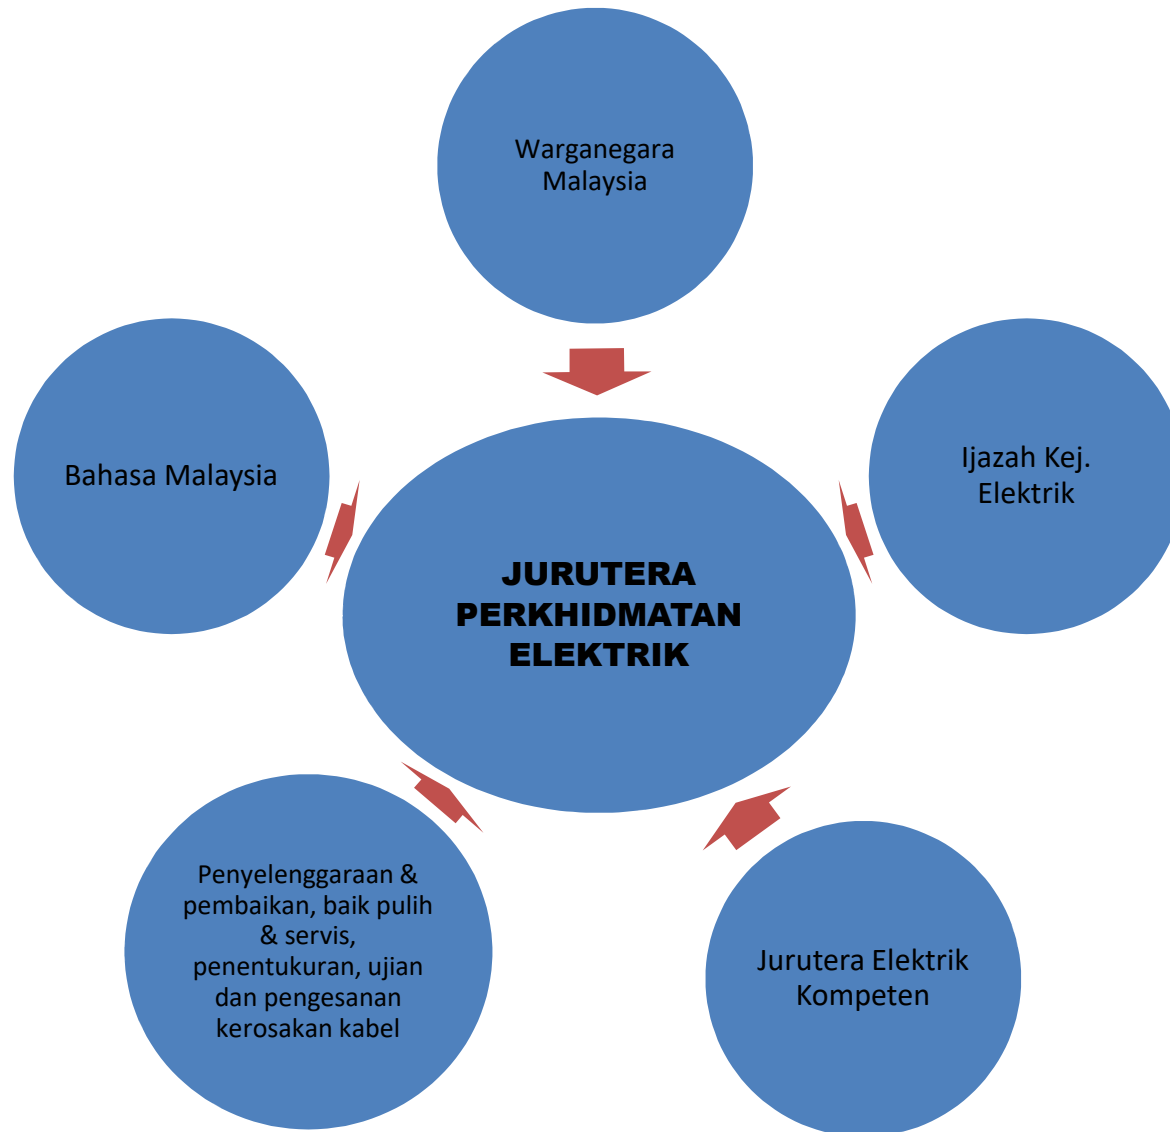 Warganegara
Malaysia
Bahasa Malaysia
Ijazah Kej.
Elektrik
JURUTERA
PERKHIDMATAN
ELEKTRIK
Penyelenggaraan &
pembaikan, baik pulih
& servis,
penentukuran, ujian
dan pengesanan
kerosakan kabel
Jurutera Elektrik
Kompeten